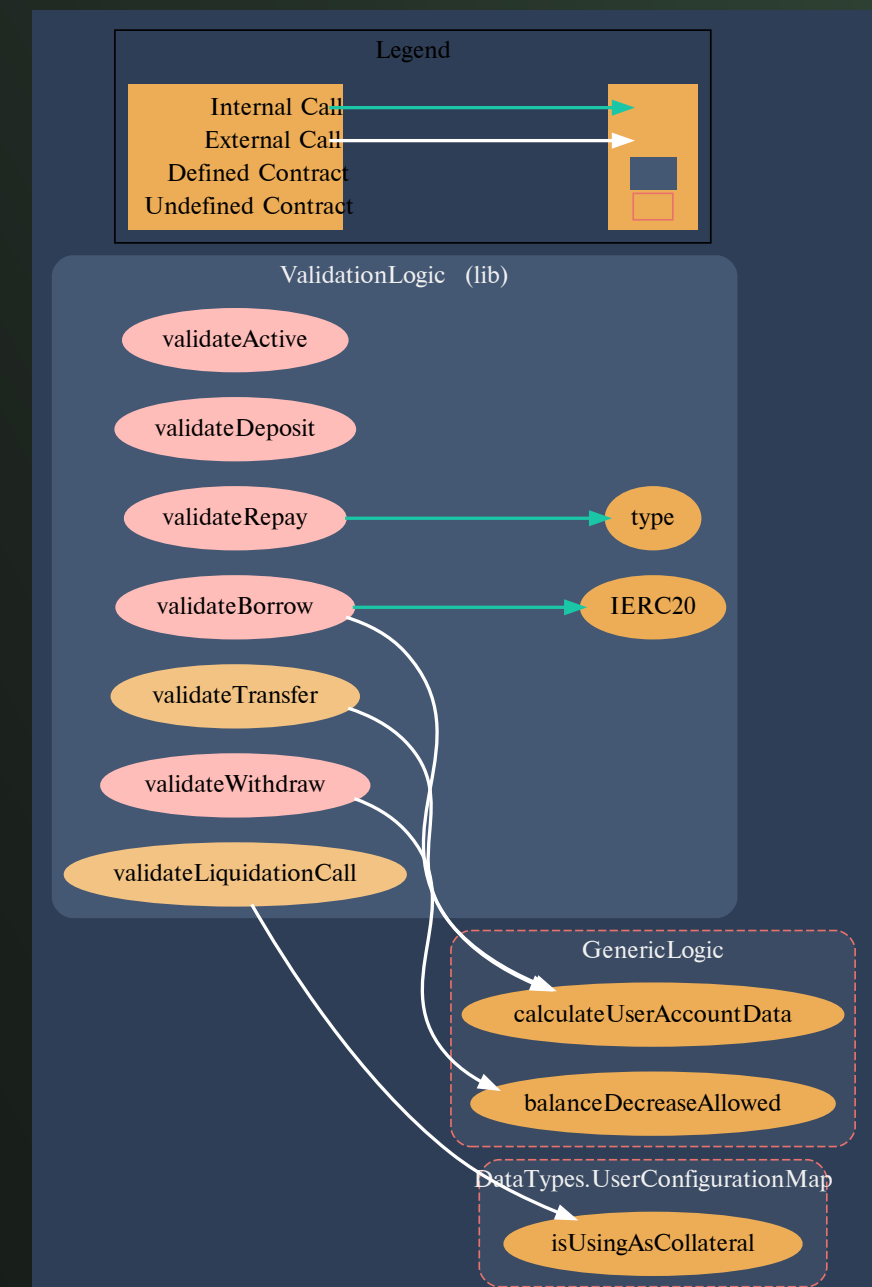 Legend
Internal Call
External Call
Defined Contract
Undefined Contract
ValidationLogic (lib)
validateActive
validateDeposit
validateRepay
type
validateBorrow
IERC20
validateTransfer
validateWithdraw
validateLiquidationCall
GenericLogic
calculateUserAccountData
balanceDecreaseAllowed
DataTypes.UserConfigurationMap
isUsingAsCollateral